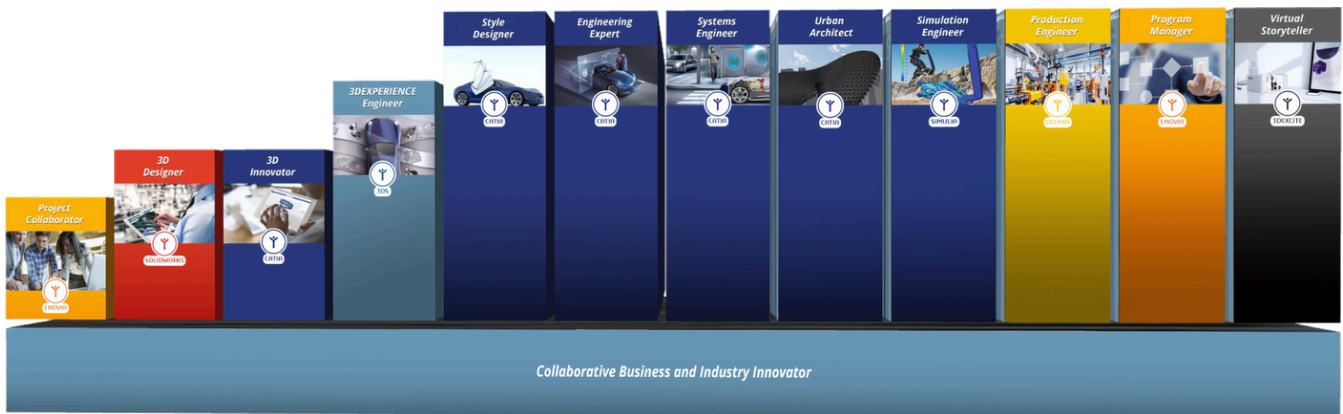 Project
Collaborator
ENOVIA
3D
Designer
SOLIDWORKS
3D
Innovator
CATIA
3DEXPERIENCE
Engineer
3DS
Style
Designer
CATIA
Engineering
Expert
CATIA
Systems
Engineer
CATIA
Urban
Architect
CATIA
Simulation
Engineer
SIMULIA
Production
Engineer
DELMIA
Program
Manager
ENOVIA
Virtual
Storyteller
3DEXCITE
Collaborative Business and Industry Innovator